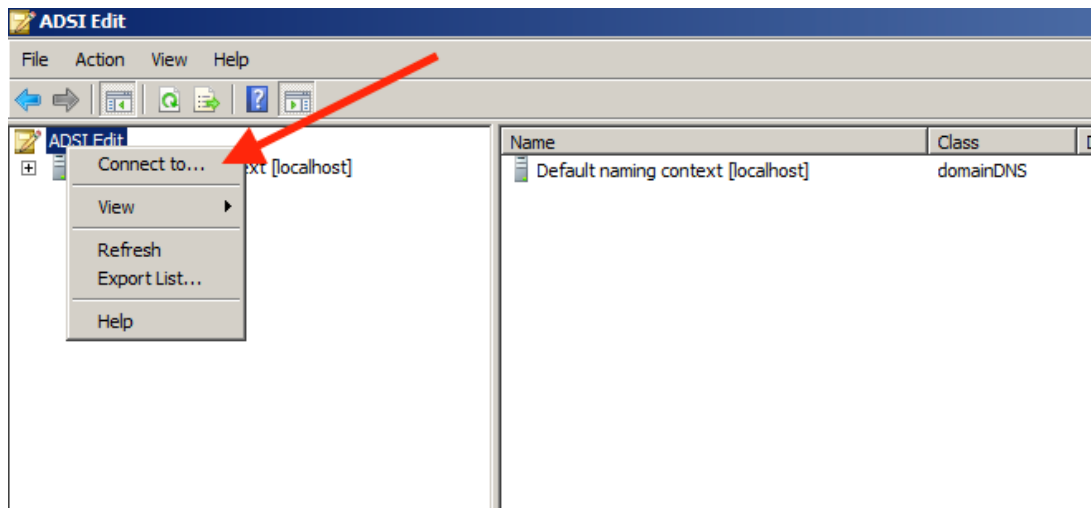 ADSI Edit
File Action View Help
ADSI Edit
Connect to...
[localhost]
View
Refresh
Export List...
Help
Name Class
Default naming context [localhost] domainDNS